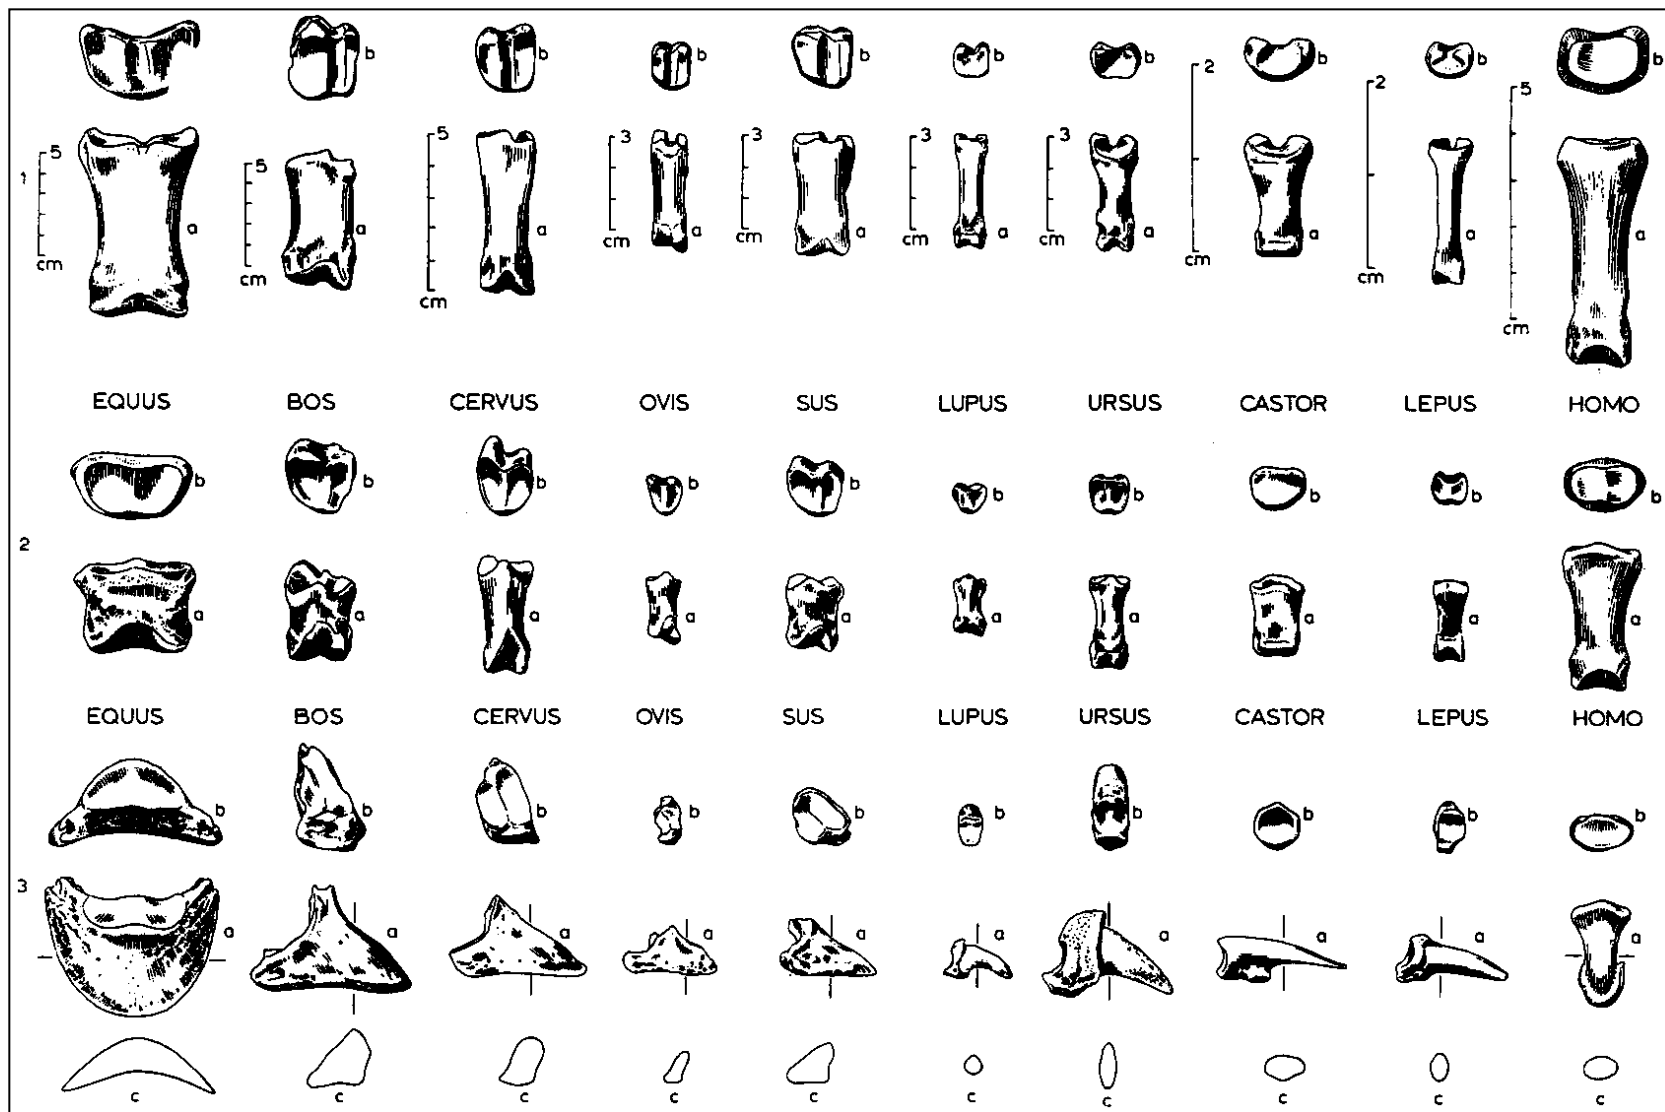 b b b b b b b b b
5 5 5 3 3 3 3 2 2 5
1 a a a a a a a a a a
cm cm cm cm cm cm cm cm cm cm
EQUUS BOS CERVUS OVIS SUS LUPUS URSUS CASTOR LEPUS HOMO
b b b b b b b b b b
2
a a a a a a a a a a
EQUUS BOS CERVUS OVIS SUS LUPUS URSUS CASTOR LEPUS HOMO
b b b b b b b b b b
3
a a a a a a a a a a
c c c c c c c c c c